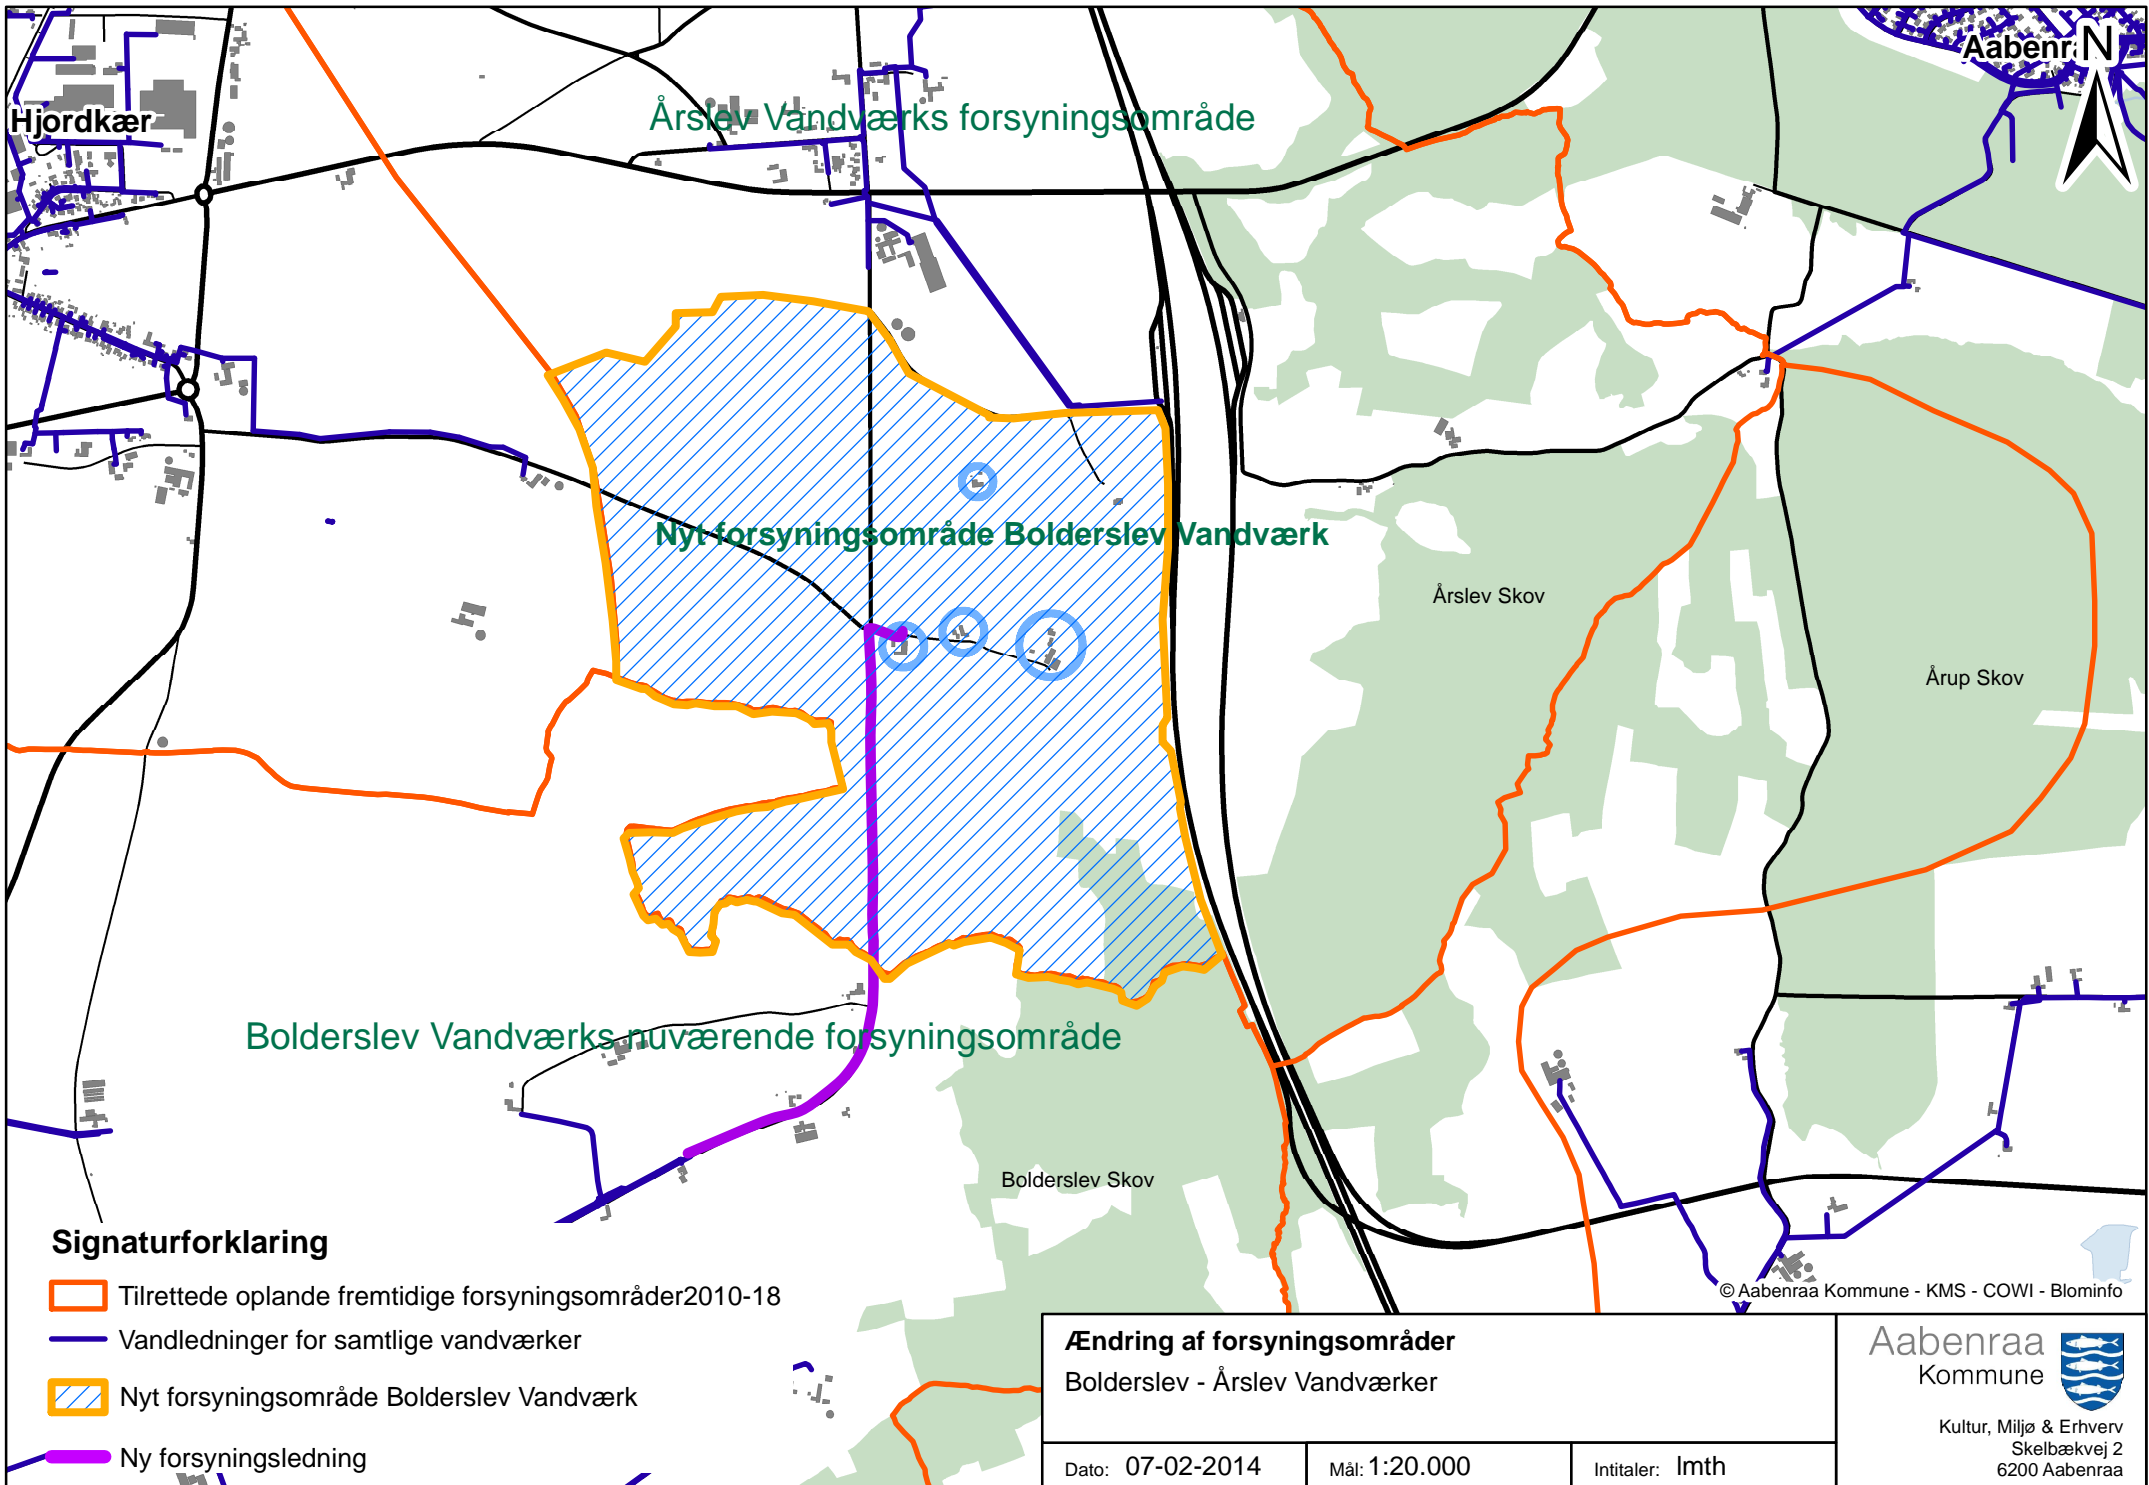 Aabenr
N
Hjordkær
Årslev Vandværks forsyningsområde
Nyt forsyningsområde Bolderslev Vandværk
Årslev Skov
Årup Skov
Bolderslev Vandværks nuværende forsyningsområde
Bolderslev Skov
Signaturforklaring
Tilrettede oplande fremtidige forsyningsområder2010-18
Vandledninger for samtlige vandværker
Nyt forsyningsområde Bolderslev Vandværk
Ny forsyningsledning
© Aabenraa Kommune - KMS - COWI - Blominfo
Ændring af forsyningsområder
Bolderslev - Årslev Vandværker
Dato: 07-02-2014
Mål: 1:20.000
Intitaler: lmth
Aabenraa
Kommune
Kultur, Miljø & Erhverv
Skelbækvej 2
6200 Aabenraa